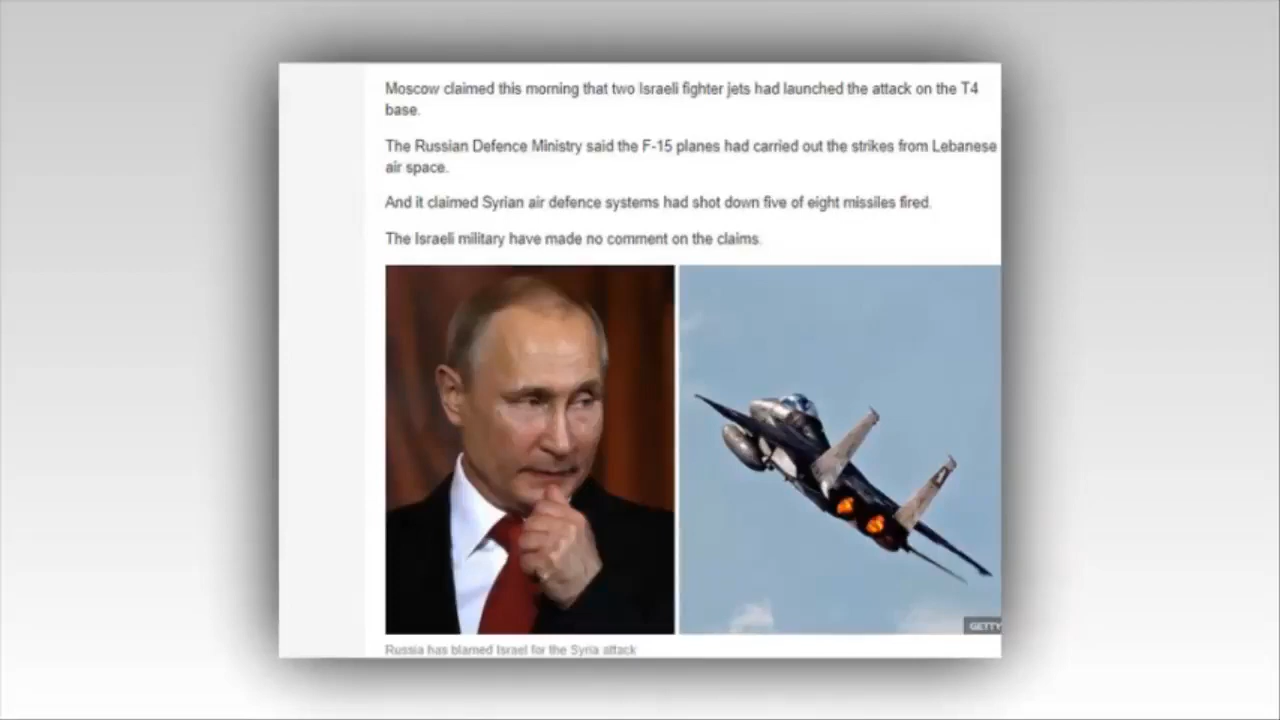 Moscow claimed this morning that two Israeli fighter jets had launched the attack on the T4
base.
The Russian Defence Ministry said the F-15 planes had carried out the strikes from Lebanese
air space.
And it claimed Syrian air defence systems had shot down five of eight missiles fired.
The Israeli military have made no comment on the claims.
GETTY
Russia has blamed Israel for the Syria attack